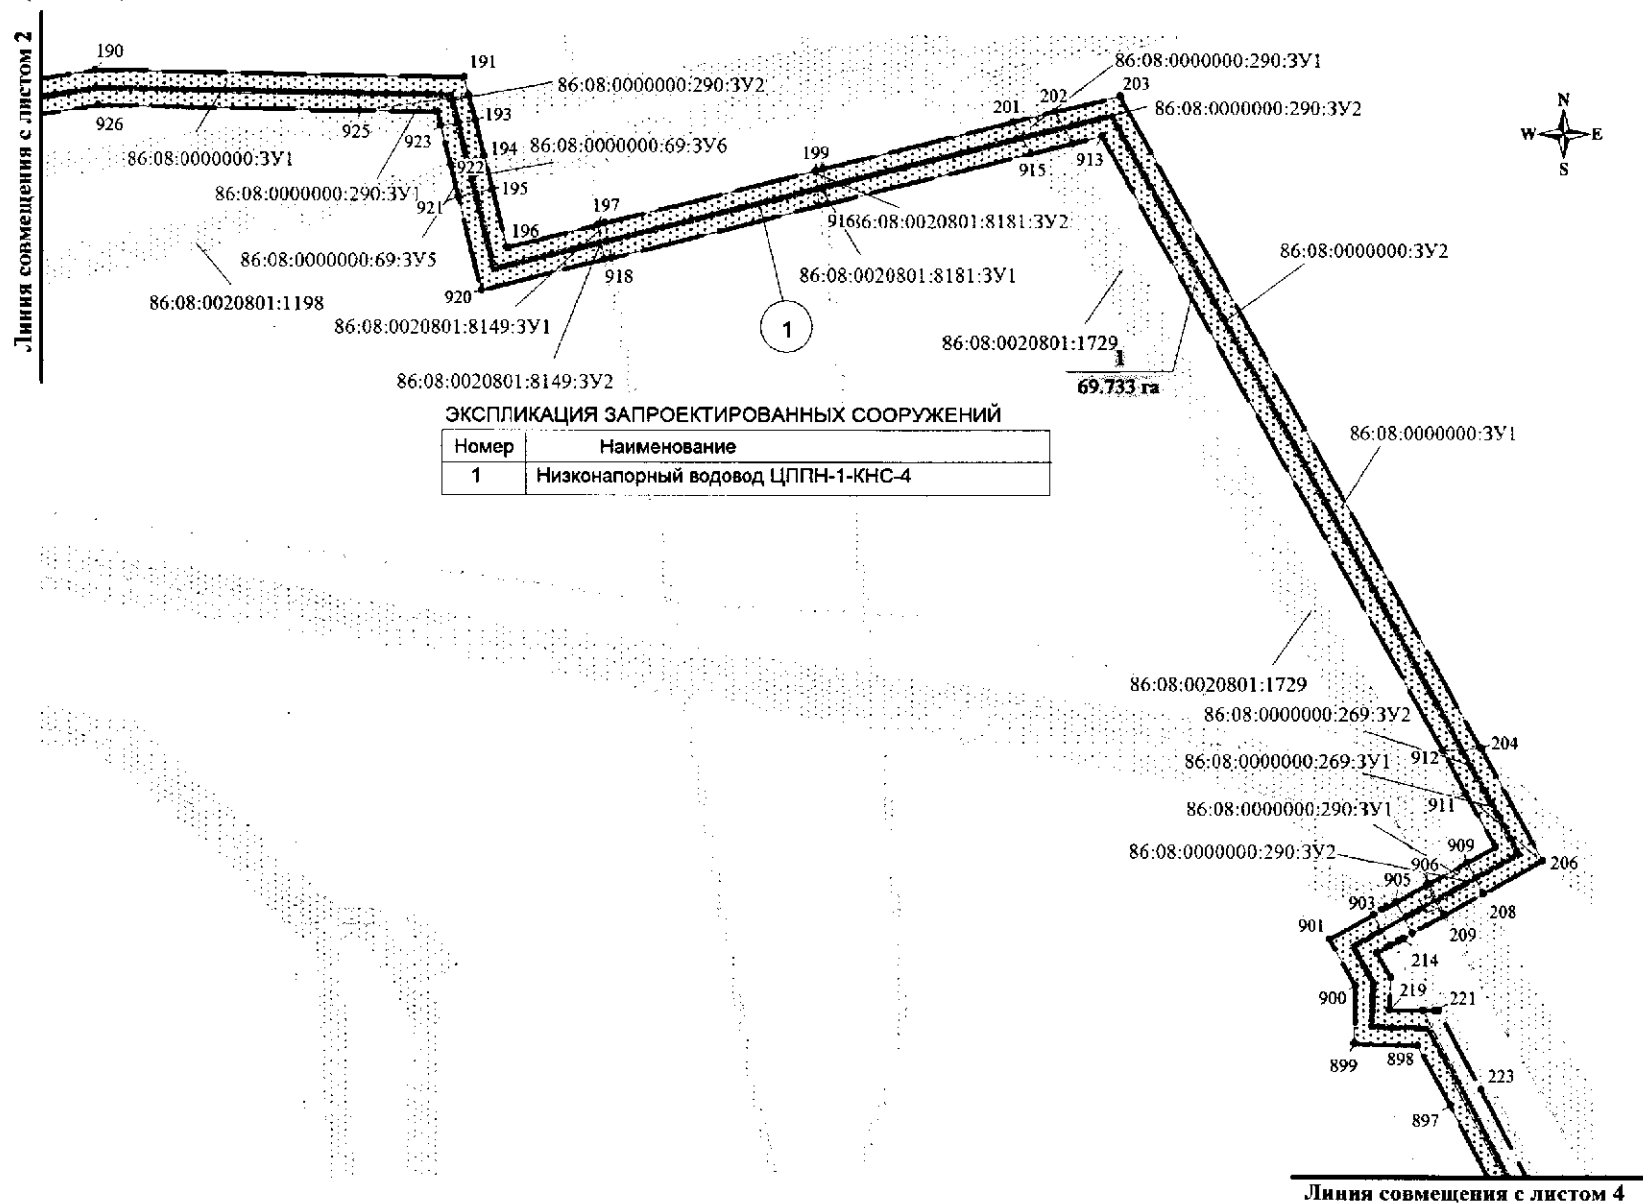 Линия совмещения с листом 2
190
191
86:08:0000000:290:ЗУ2
86:08:0000000:290:ЗУ1
203
202
201
86:08:0000000:290:ЗУ2
N
W
E
S
926
925
923
193
86:08:0000000:ЗУ1
922
194
86:08:0000000:69:ЗУ6
199
915
913
86:08:0000000:290:ЗУ1
921
195
197
196
916
86:08:0020801:8181:ЗУ2
86:08:0000000:ЗУ2
86:08:0000000:69:ЗУ5
918
86:08:0020801:8181:ЗУ1
86:08:0020801:1198
920
86:08:0020801:8149:ЗУ1
1
86:08:0020801:1729
1
69.733 га
86:08:0020801:8149:ЗУ2
ЭКСПЛИКАЦИЯ ЗАПРОЕКТИРОВАННЫХ СООРУЖЕНИЙ
Номер Наименование
1 Низконапорный водовод ЦППН-1-КНС-4
86:08:0000000:ЗУ1
86:08:0020801:1729
86:08:0000000:269:ЗУ2
204
912
86:08:0000000:269:ЗУ1
911
86:08:0000000:290:ЗУ1
86:08:0000000:290:ЗУ2
909
206
906
905
903
208
901
209
214
900
219
221
899
898
223
897
Линия совмещения с листом 4